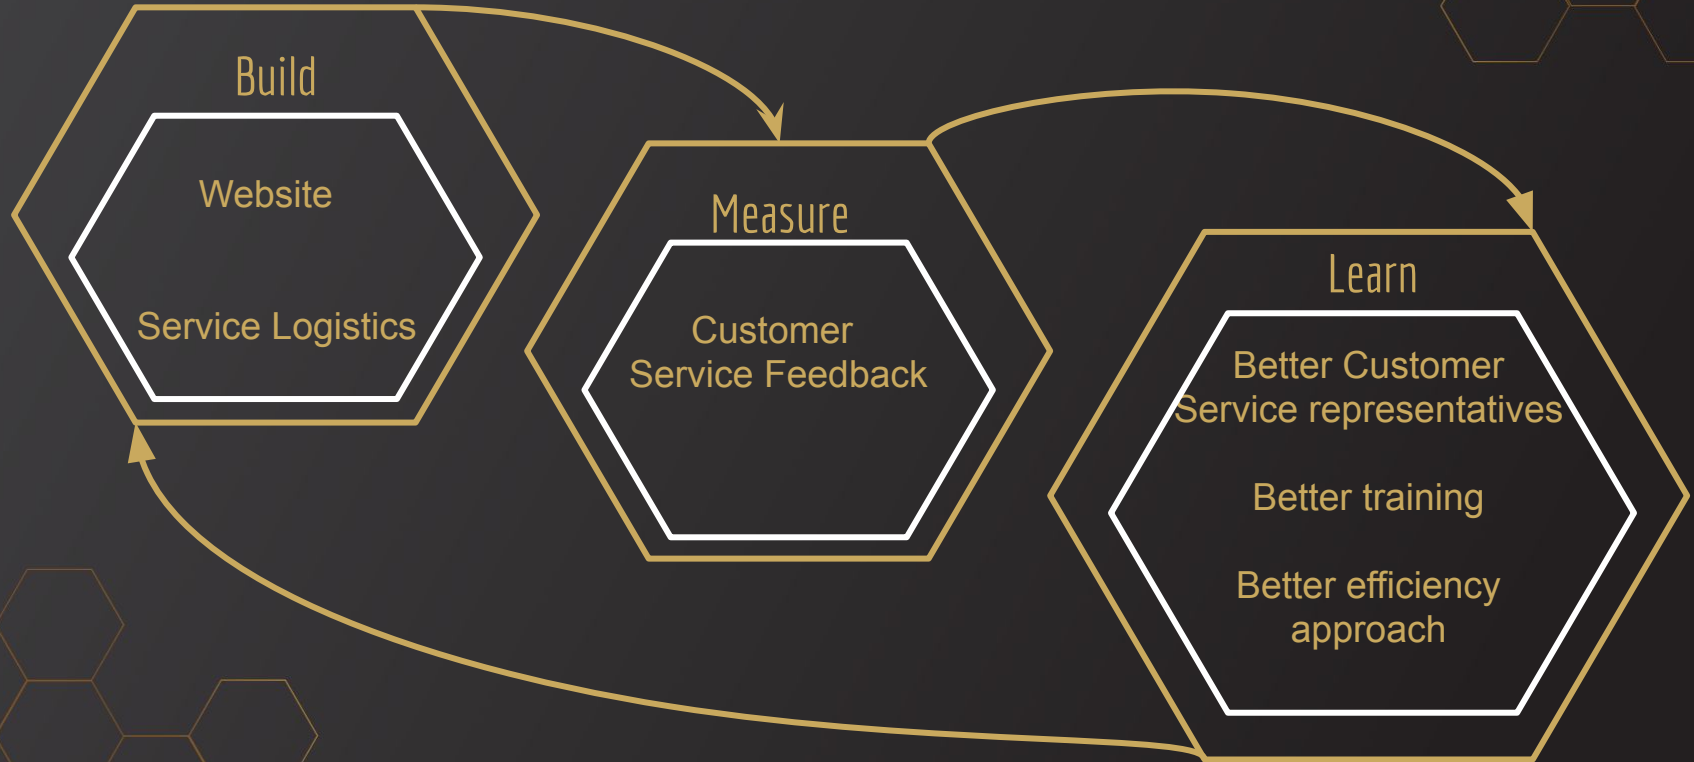 Build
Website
Service Logistics
Measure
Customer
Service Feedback
Learn
Better Customer
Service representatives
Better training
Better efficiency
approach